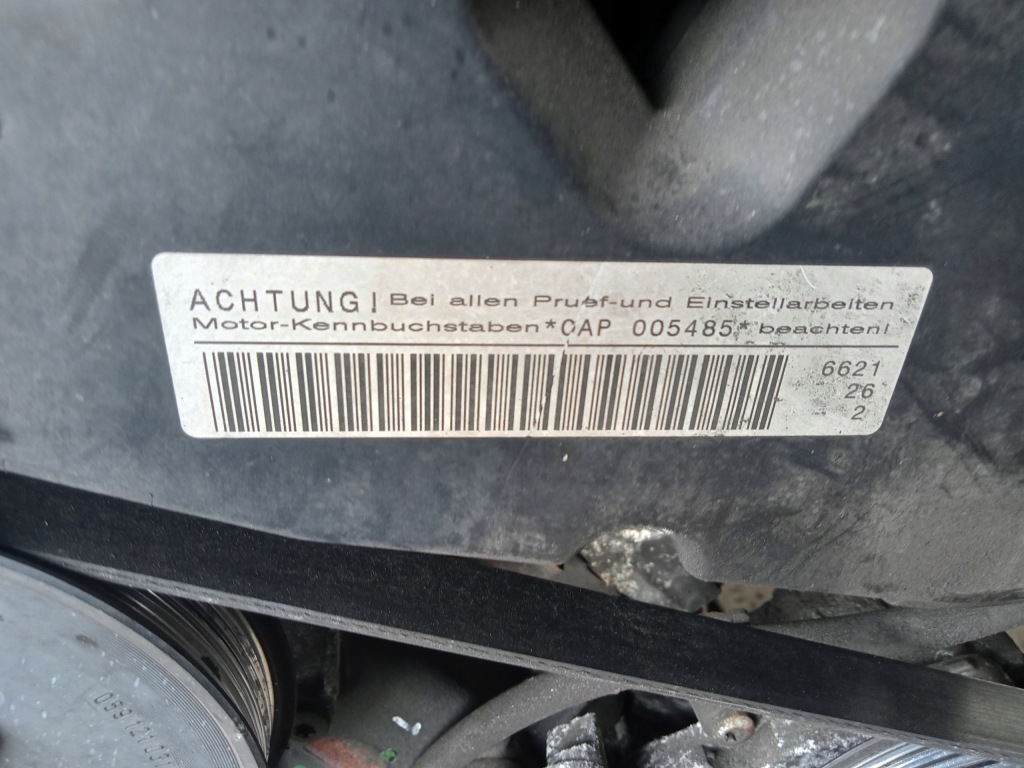 ACHTUNG! Bei allen Pruef-und Einstellarbeiten
Motor-Kennbuchstaben *CAP 005485* beachten!
6621
26
2